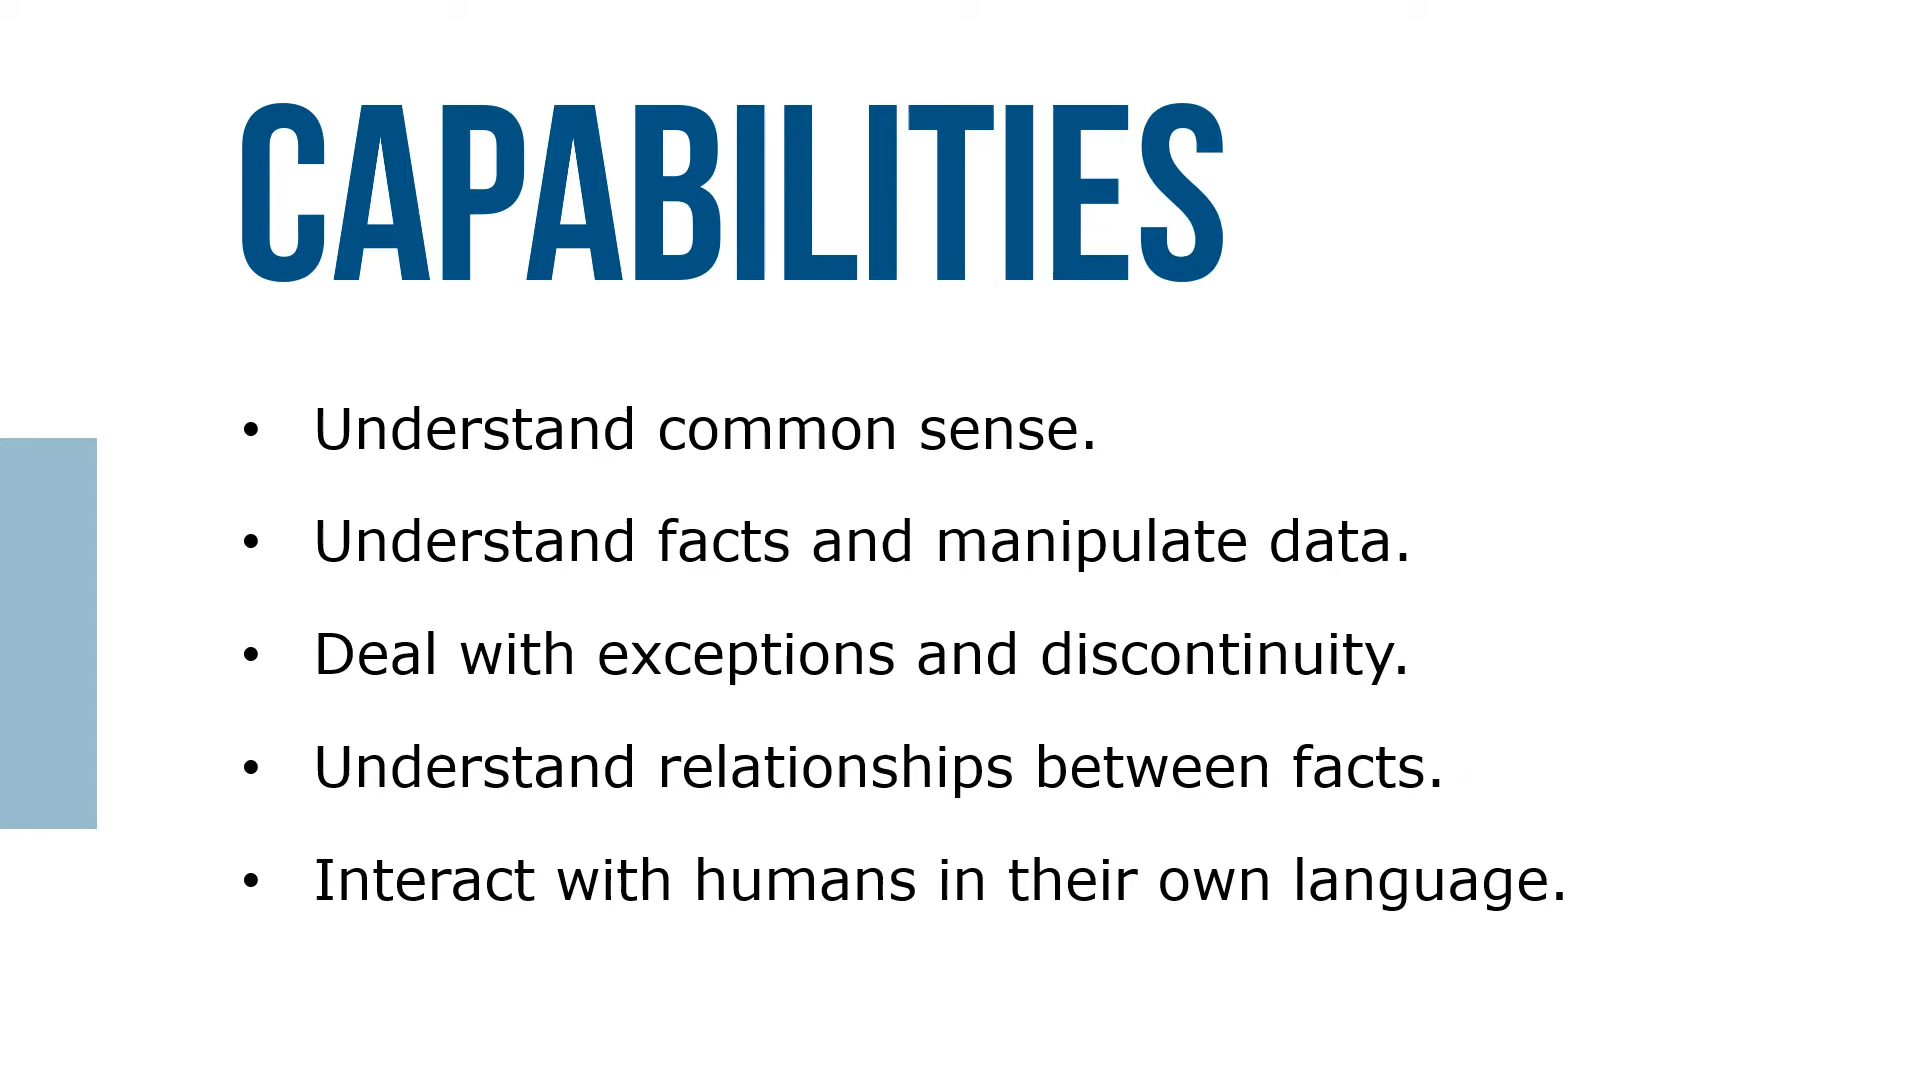 CAPABILITIES
• Understand common sense.
• Understand facts and manipulate data.
• Deal with exceptions and discontinuity.
• Understand relationships between facts.
• Interact with humans in their own language.